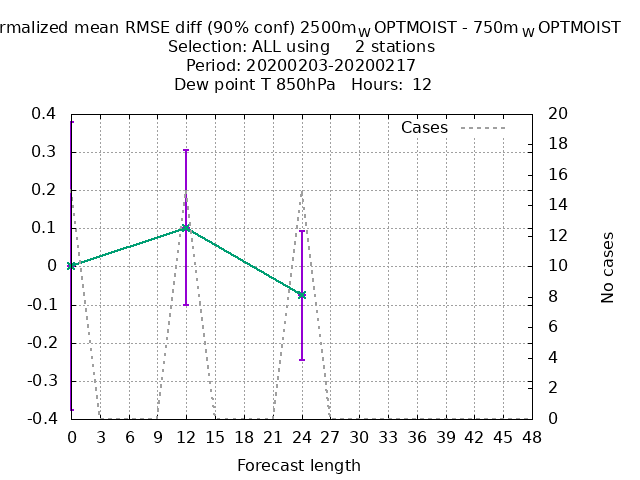 rmalized mean RMSE diff (90% conf) 2500m_W OPTMOIST - 750m_W OPTMOIST
Selection: ALL using 2 stations
Period: 20200203-20200217
Dew point T 850hPa Hours: 12
Cases
0.4
0.3
0.2
0.1
0
-0.1
-0.2
-0.3
-0.4
20
18
16
14
12
10
8
6
4
2
0
No cases
0 3 6 9 12 15 18 21 24 27 30 33 36 39 42 45 48
Forecast length